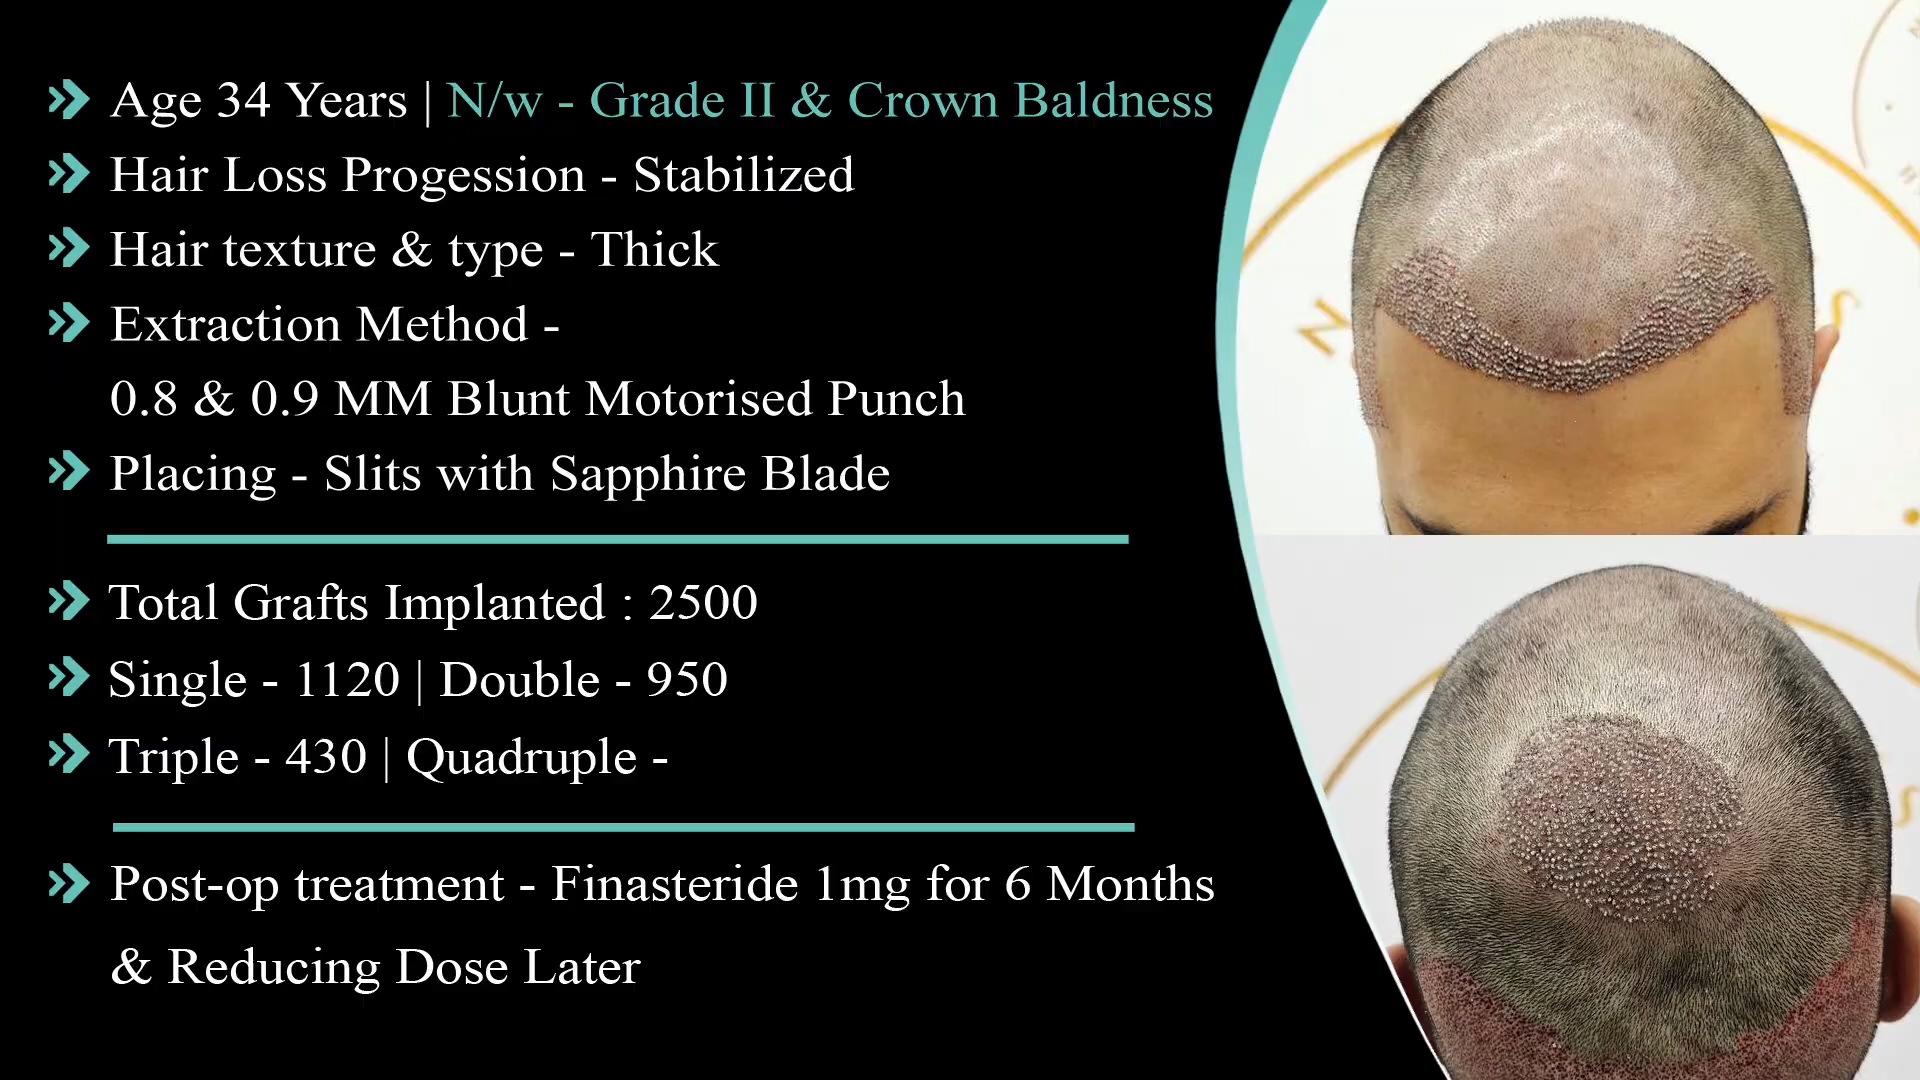 Age 34 Years | N/w - Grade II & Crown Baldness
Hair Loss Progession - Stabilized
Hair texture & type - Thick
Extraction Method -
0.8 & 0.9 MM Blunt Motorised Punch
Placing - Slits with Sapphire Blade
Total Grafts Implanted : 2500
Single - 1120 | Double - 950
Triple - 430 | Quadruple -
Post-op treatment - Finasteride 1mg for 6 Months
& Reducing Dose Later